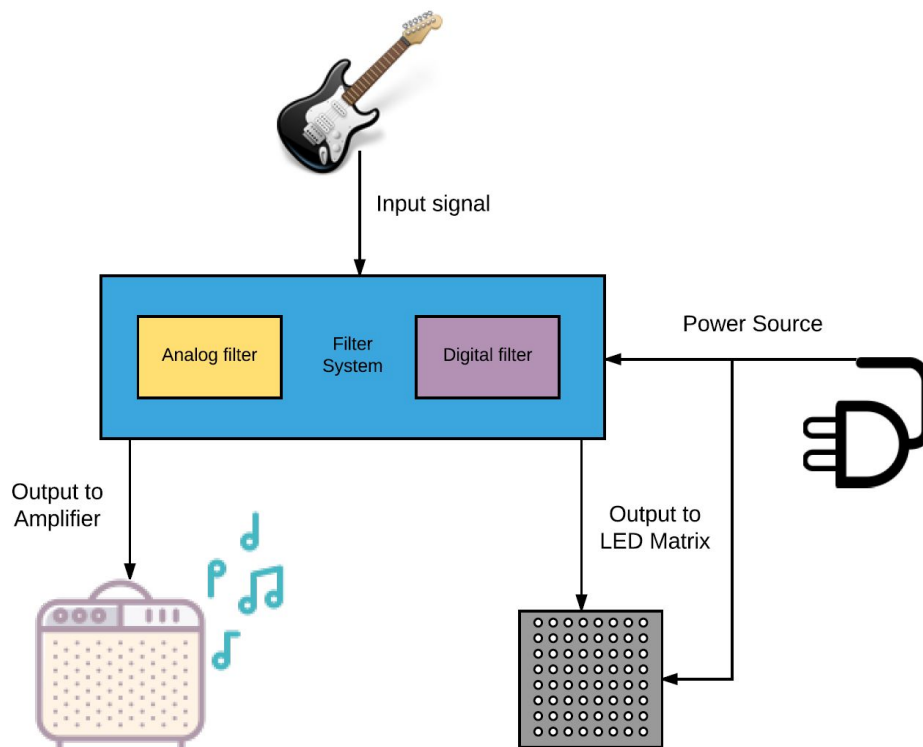 Input signal
Power Source
Analog filter
Filter
System
Digital filter
Output to
Amplifier
Output to
LED Matrix